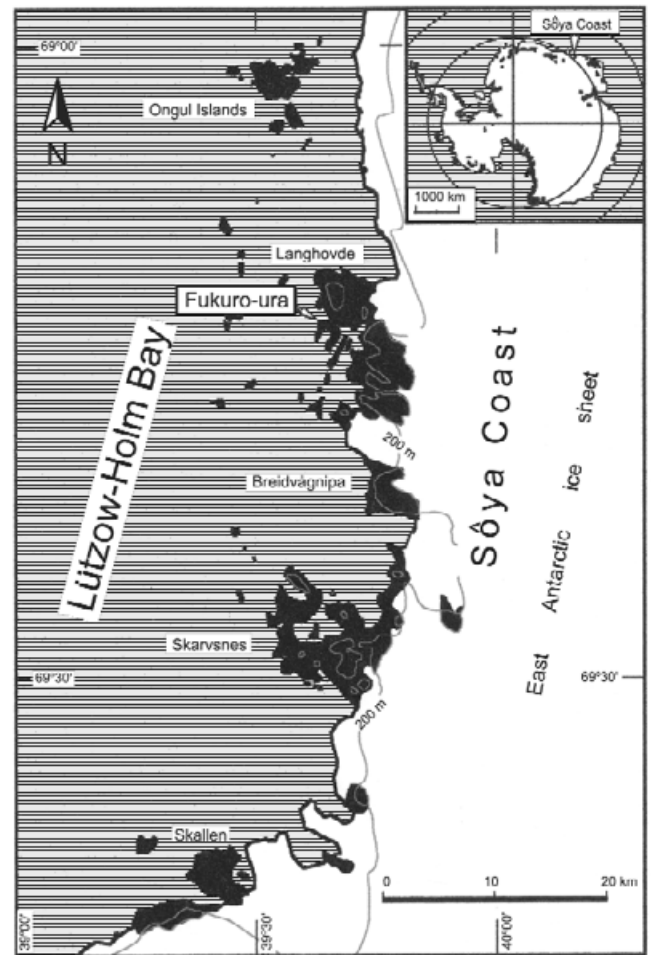 Sôya Coast
69°00'
Ongul Islands
N
1000 km
Langhovde
Fukuro-ura
Lützow-Holm Bay
Sôya Coast
East Antarctic ice sheet
200 m
Breidvågnipa
Skarvsnes
69°30'
69°30'
200 m
Skallen
0 10 20 km
39°00'
39°30'
40°00'